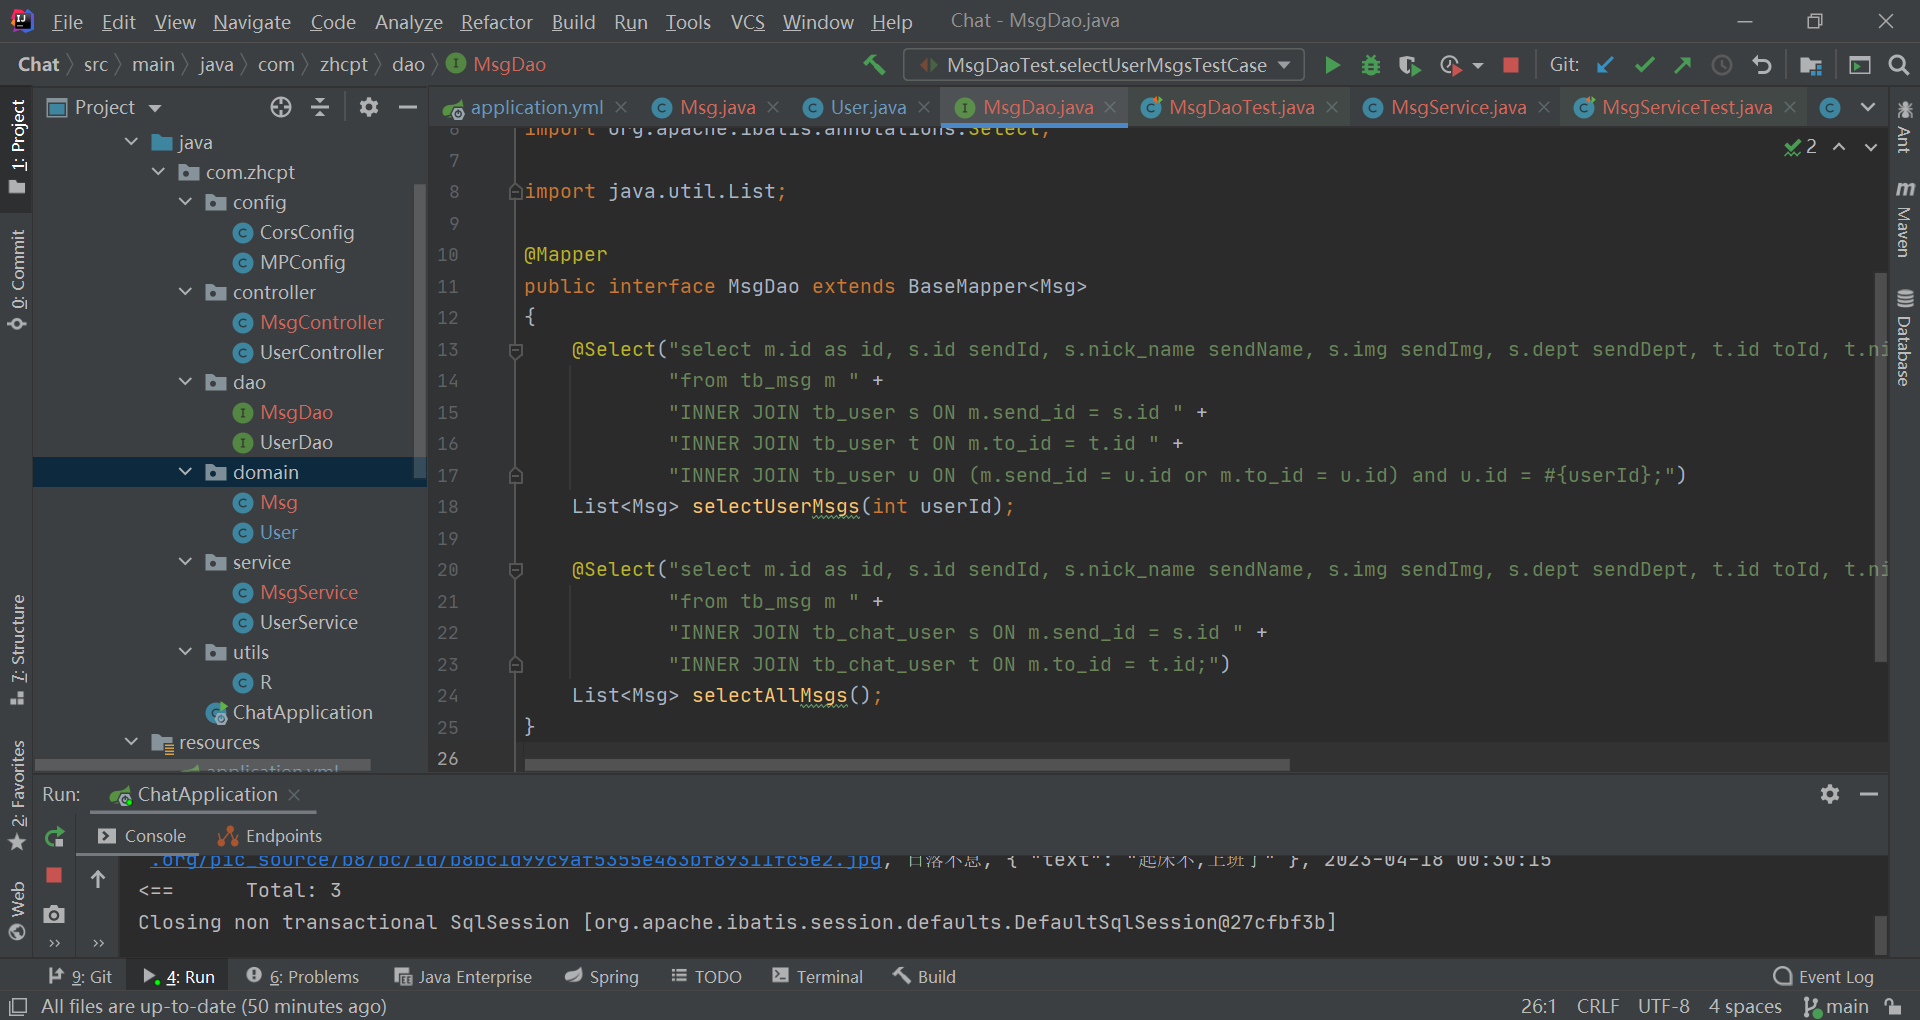 File Edit View Navigate Code Analyze Refactor Build Run Tools VCS Window Help Chat - MsgDao.java
Chat src main java com zhcpt dao MsgDao MsgDaoTest.selectUserMsgsTestCase Git:
Project application.yml Msg.java User.java MsgDao.java MsgDaoTest.java MsgService.java MsgServiceTest.java
1: Project
0: Commit
7: Structure
2: Favorites
Web
java
com.zhcpt
config
CorsConfig
MPConfig
controller
MsgController
UserController
dao
MsgDao
UserDao
domain
Msg
User
service
MsgService
UserService
utils
R
ChatApplication
resources
application.yml
2
6 import org.apache.ibatis.annotations.Select;
7
8 import java.util.List;
9
10 @Mapper
11 public interface MsgDao extends BaseMapper<Msg>
12 {
13 @Select("select m.id as id, s.id sendId, s.nick_name sendName, s.img sendImg, s.dept sendDept, t.id toId, t.ni
14 "from tb_msg m " +
15 "INNER JOIN tb_user s ON m.send_id = s.id " +
16 "INNER JOIN tb_user t ON m.to_id = t.id " +
17 "INNER JOIN tb_user u ON (m.send_id = u.id or m.to_id = u.id) and u.id = #{userId};")
18 List<Msg> selectUserMsgs(int userId);
19
20 @Select("select m.id as id, s.id sendId, s.nick_name sendName, s.img sendImg, s.dept sendDept, t.id toId, t.ni
21 "from tb_msg m " +
22 "INNER JOIN tb_chat_user s ON m.send_id = s.id " +
23 "INNER JOIN tb_chat_user t ON m.to_id = t.id;")
24 List<Msg> selectAllMsgs();
25 }
26
Ant
Maven
Database
Run: ChatApplication
Console Endpoints
.org/pic_source/b8/bc/1d/b8bc1d99c9af5355e463bf89311fc5e2.jpg, 日落不息, { "text": "起床不,上班了" }, 2023-04-18 00:30:15
<== Total: 3
Closing non transactional SqlSession [org.apache.ibatis.session.defaults.DefaultSqlSession@27cfbf3b]
9: Git 4: Run 6: Problems Java Enterprise Spring TODO Terminal Build Event Log
All files are up-to-date (50 minutes ago) 26:1 CRLF UTF-8 4 spaces main